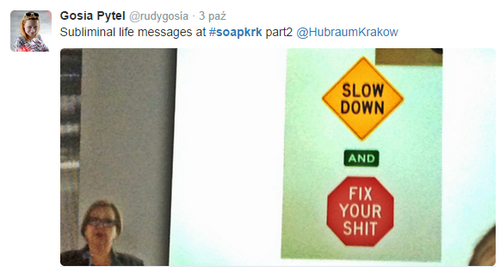 Gosia Pytel @rudygosia · 3 paź
Subliminal life messages at #soapkrk part2 @HubraumKrakow
SLOW
DOWN
AND
FIX
YOUR
SHIT